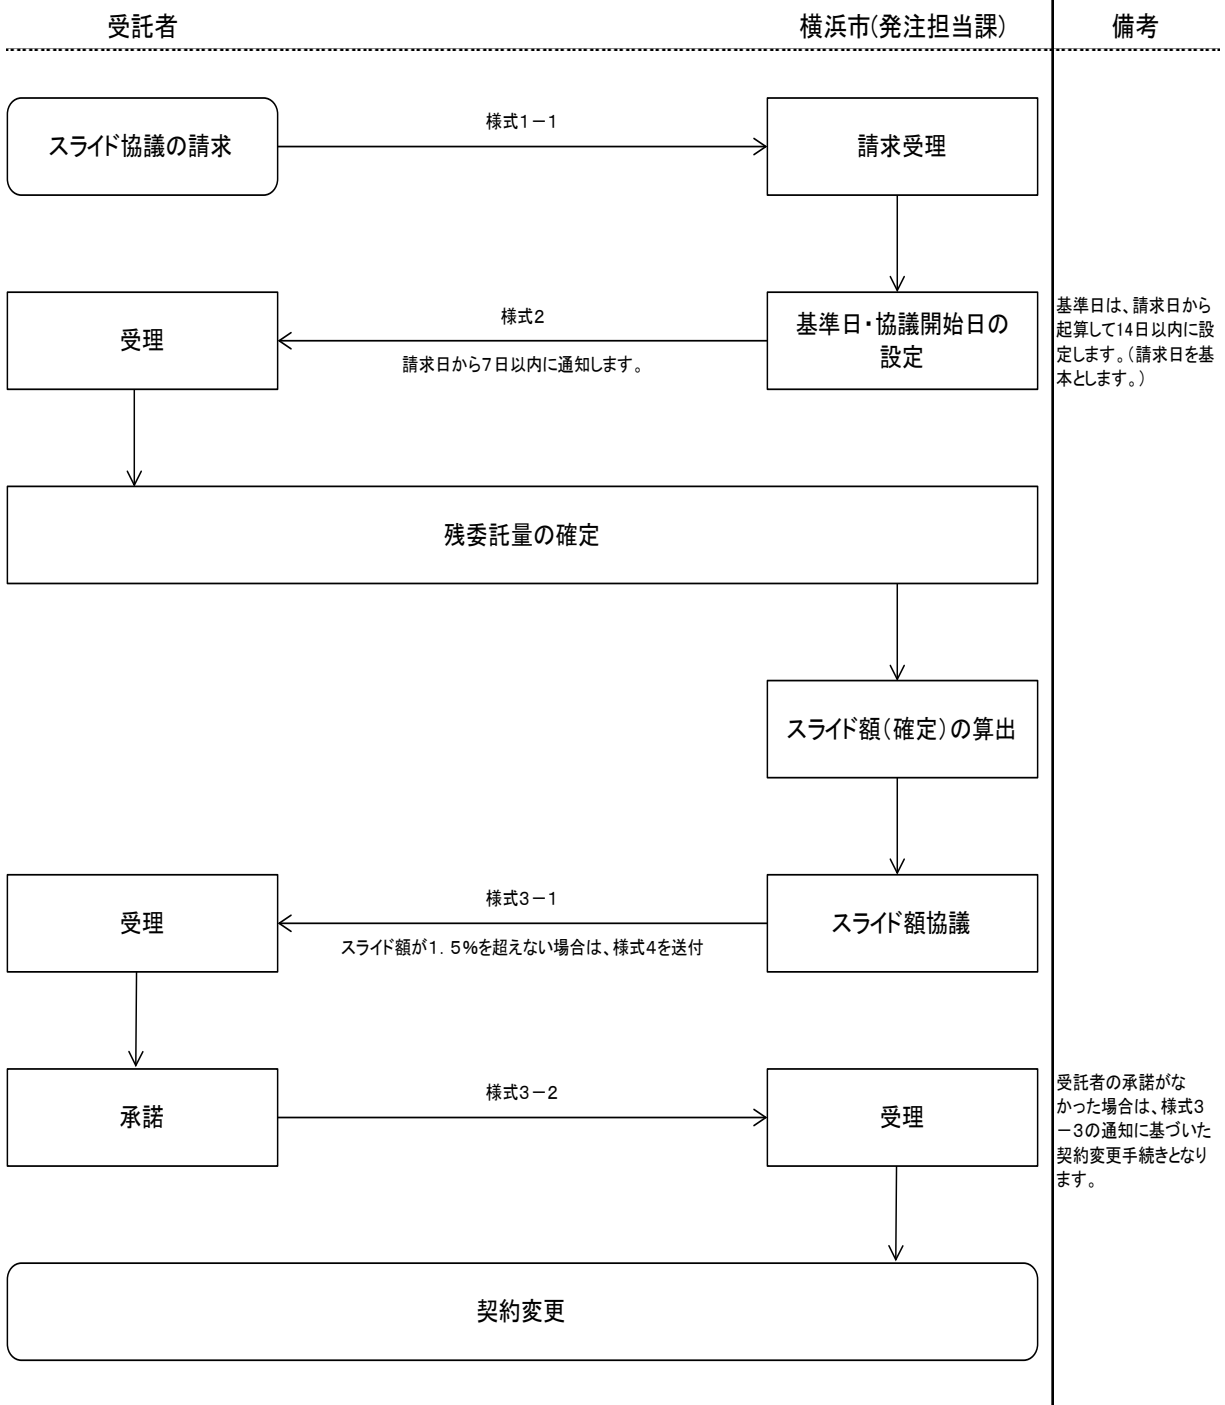 受託者
横浜市(発注担当課)
備考
スライド協議の請求
様式1－1
請求受理
受理
様式2
請求日から7日以内に通知します。
基準日・協議開始日の
設定
基準日は、請求日から
起算して14日以内に設
定します。（請求日を基
本とします。）
残委託量の確定
スライド額（確定）の算出
受理
様式3－1
スライド額が1．5%を超えない場合は、様式4を送付
スライド額協議
承諾
様式3－2
受理
受託者の承諾がな
かった場合は、様式3
－3の通知に基づいた
契約変更手続きとなり
ます。
契約変更